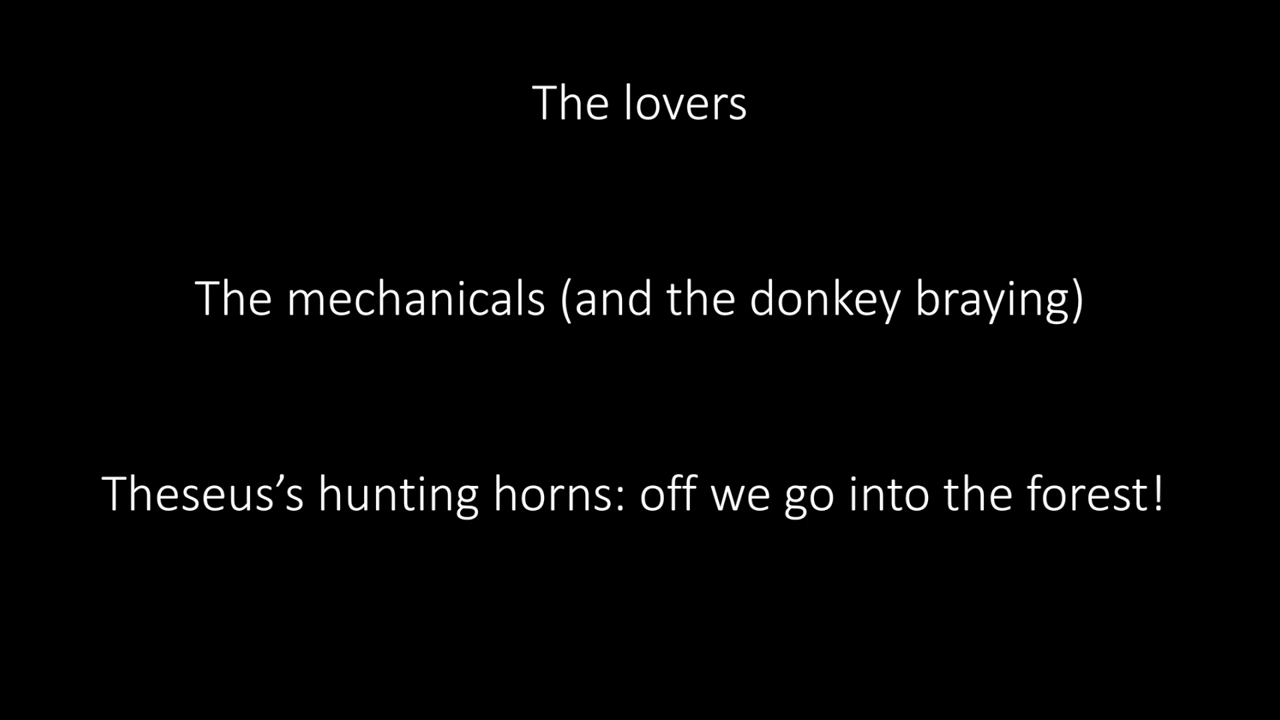 The lovers
The mechanicals (and the donkey braying)
Theseus’s hunting horns: off we go into the forest!